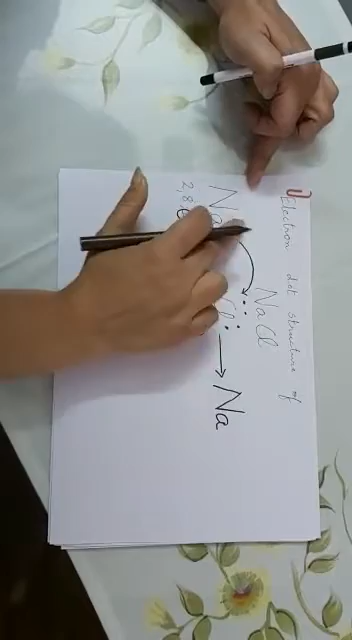 Electron dot structure of
NaCl
Na Cl: → Na
2,8,